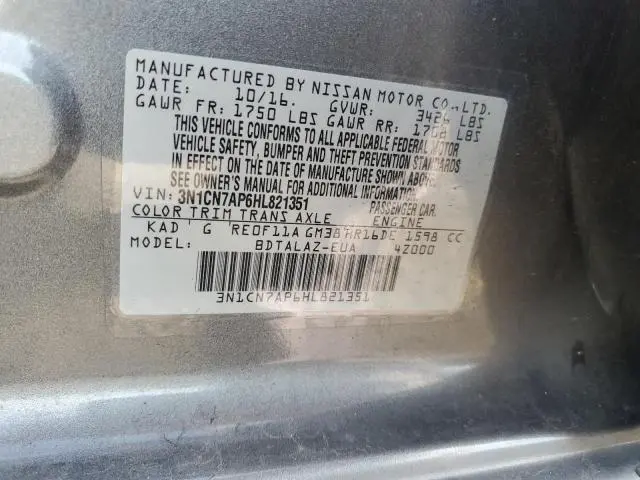 MANUFACTURED BY NISSAN MOTOR CO.,LTD.
DATE: 10/16. GVWR: 3426 LBS
GAWR FR: 1750 LBS GAWR RR: 1708 LBS
THIS VEHICLE CONFORMS TO ALL APPLICABLE FEDERAL MOTOR
VEHICLE SAFETY, BUMPER AND THEFT PREVENTION STANDARDS
IN EFFECT ON THE DATE OF MANUFACTURE SHOWN ABOVE.
SEE OWNER'S MANUAL FOR ADDITIONAL INFORMATION.
VIN: 3N1CN7AP6HL821351 PASSENGER CAR.
COLOR TRIM TRANS AXLE ENGINE
KAD G RE0F11A GM38 HR16DE 1598 CC
MODEL: BDTALAZ-EUA 4Z000
3N1CN7AP6HL821351